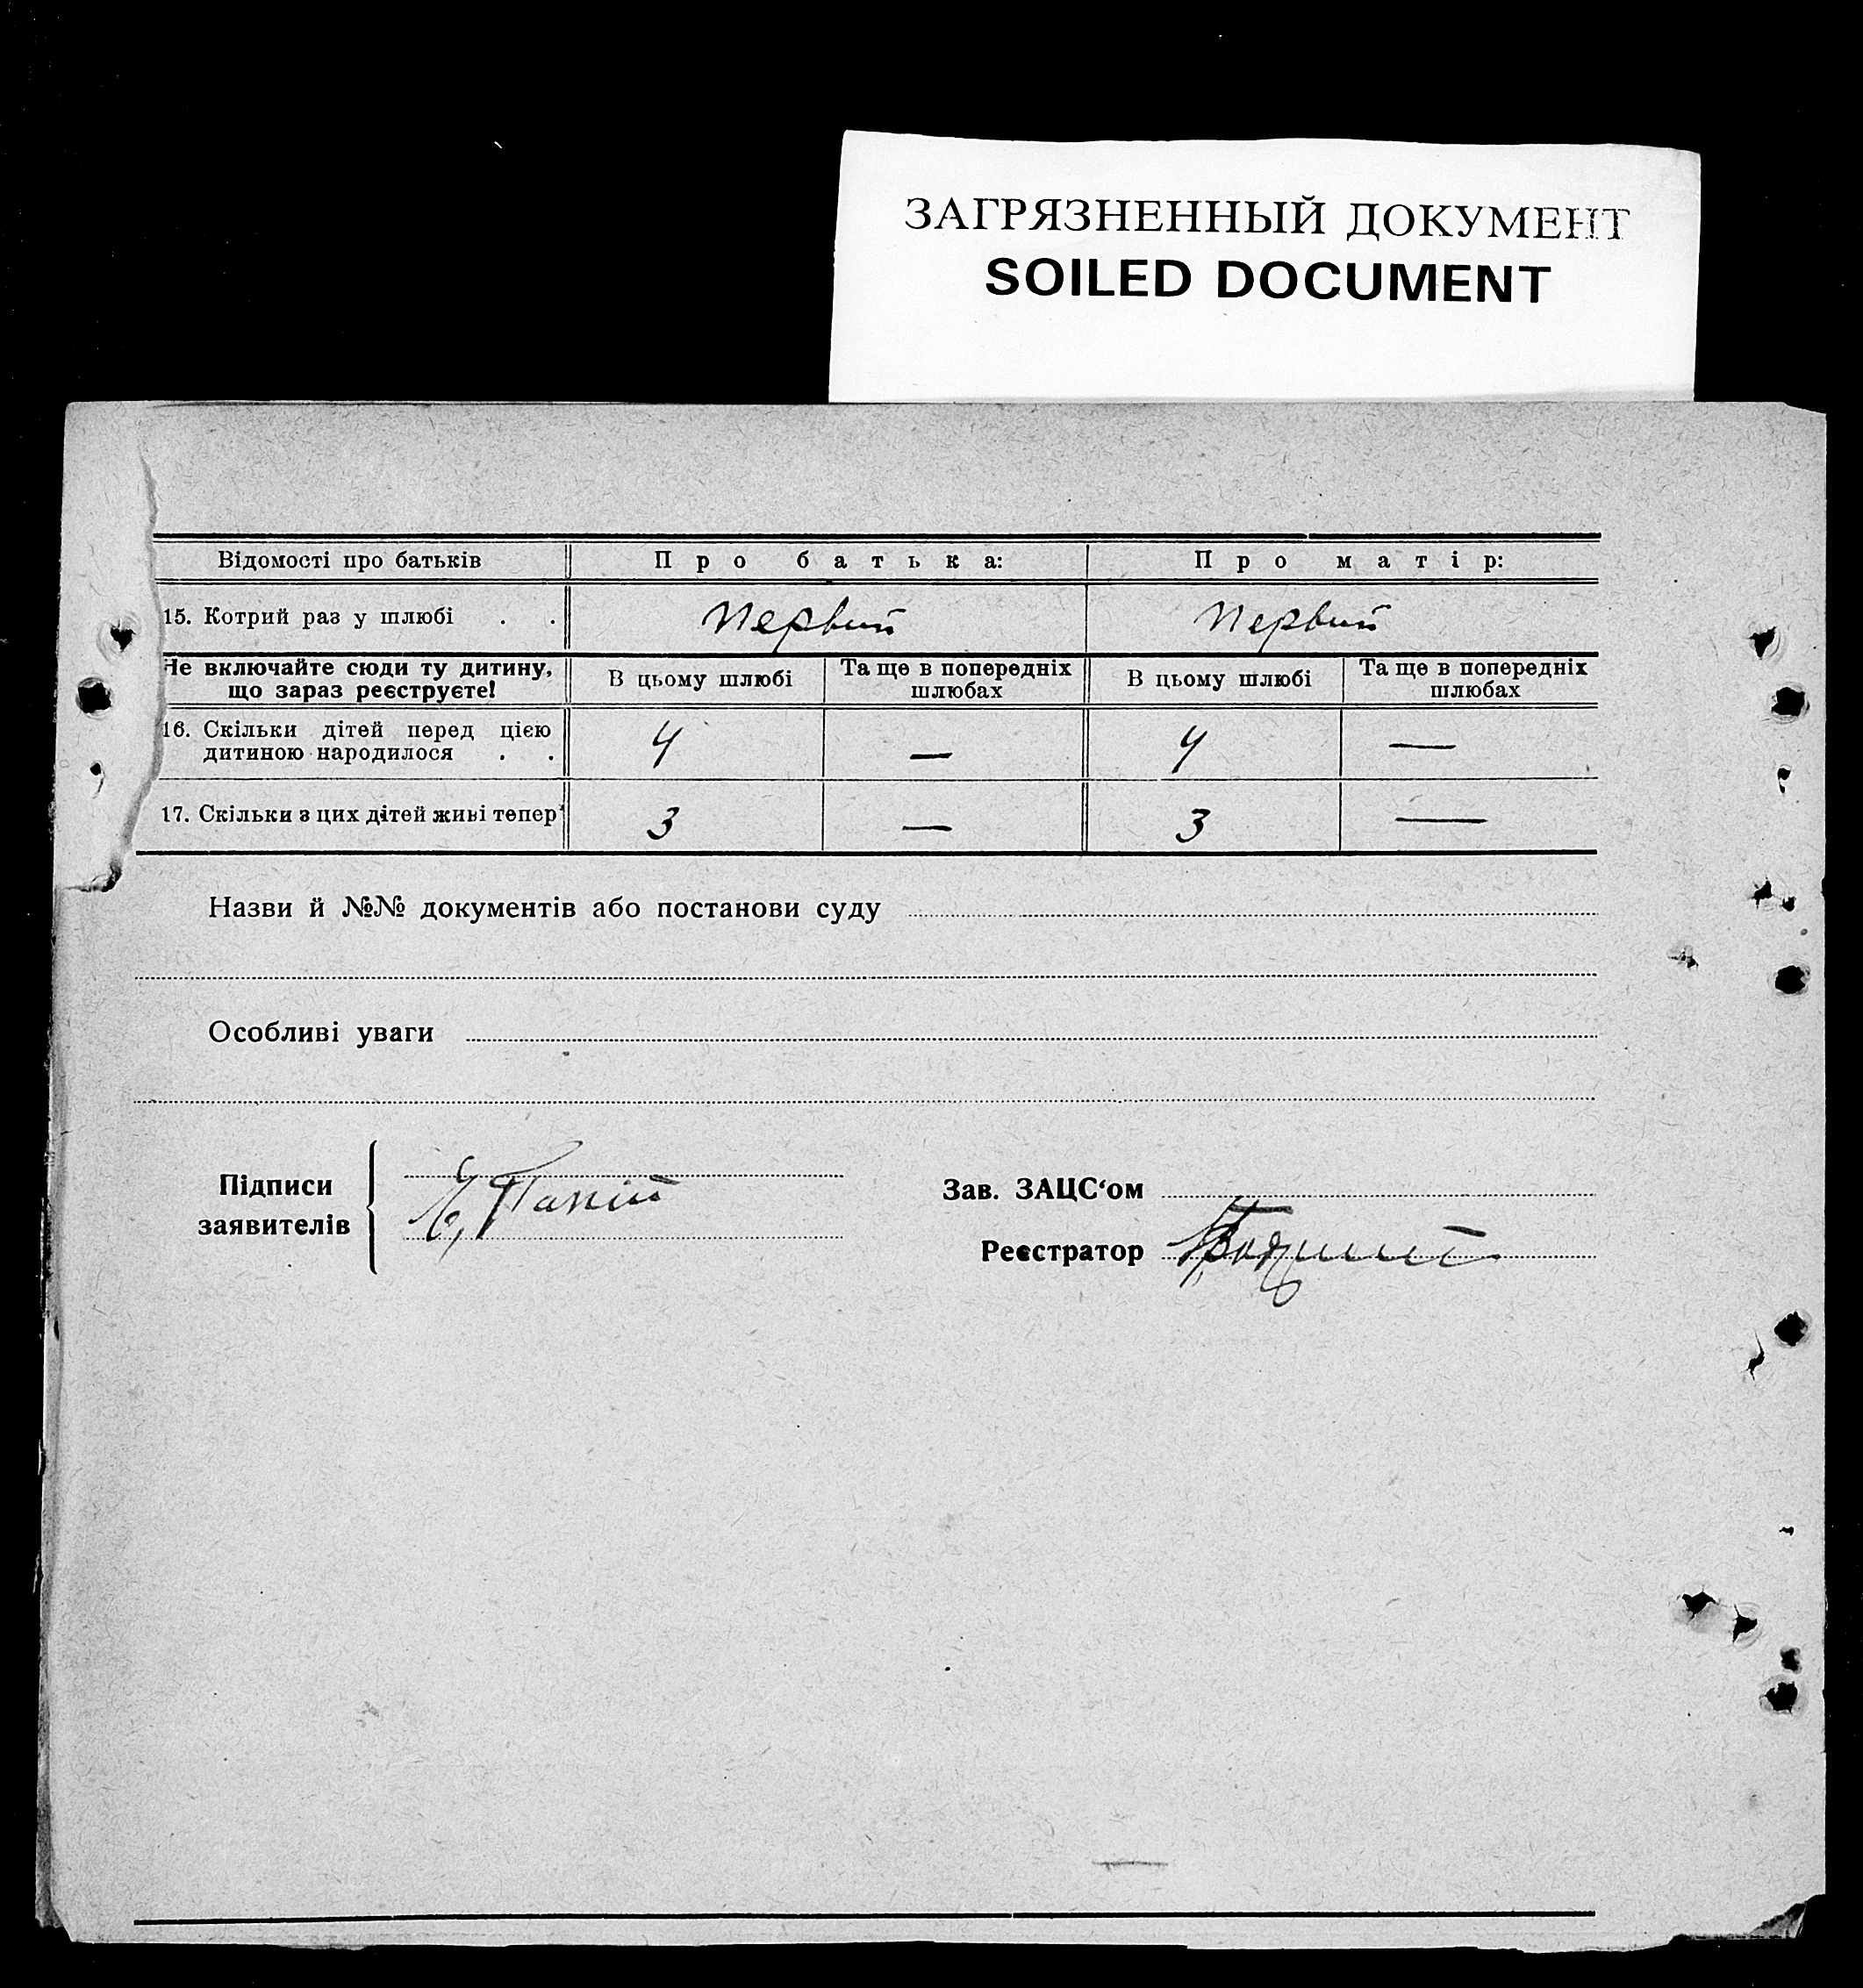 ЗАГРЯЗНЕННЫЙ ДОКУМЕНТ
SOILED DOCUMENT
Відомості про батьків Про батька: Про матір:
15. Котрий раз у шлюбі . . Первий Первий
Не включайте сюди ту дитину, що зараз реєструєте! В цьому шлюбі Та ще в попередніх шлюбах В цьому шлюбі Та ще в попередніх шлюбах
16. Скільки дітей перед цією
дитиною народилося . . 4 — 4 —
17. Скільки з цих дітей живі тепер 3 — 3 —
Назви й №№ документів або постанови суду
Особливі уваги
Підписи
заявителів
Зав. ЗАЦС‘ом
Реєстратор